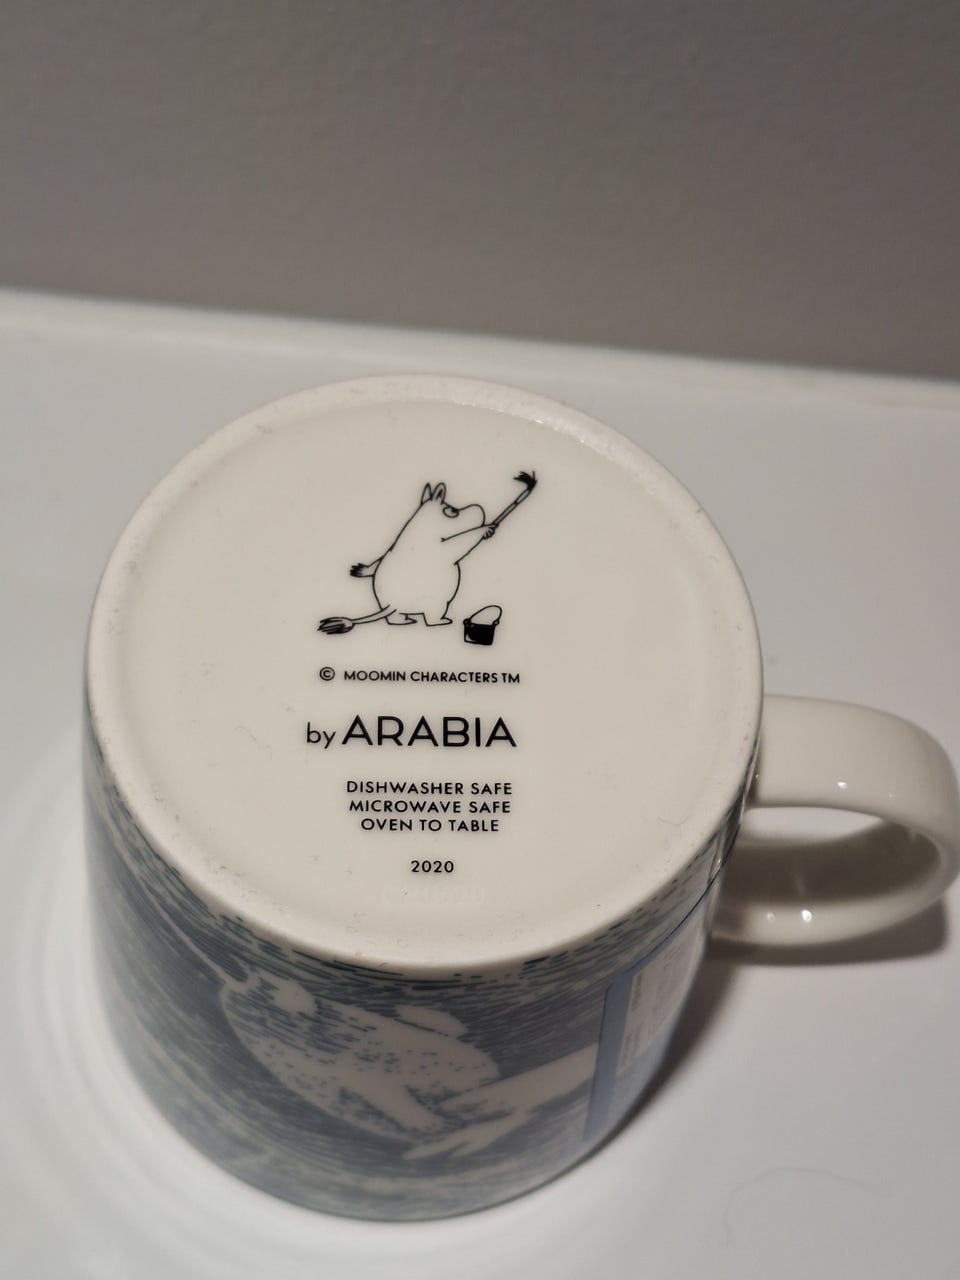 © MOOMIN CHARACTERS TM
by ARABIA
DISHWASHER SAFE
MICROWAVE SAFE
OVEN TO TABLE
2020